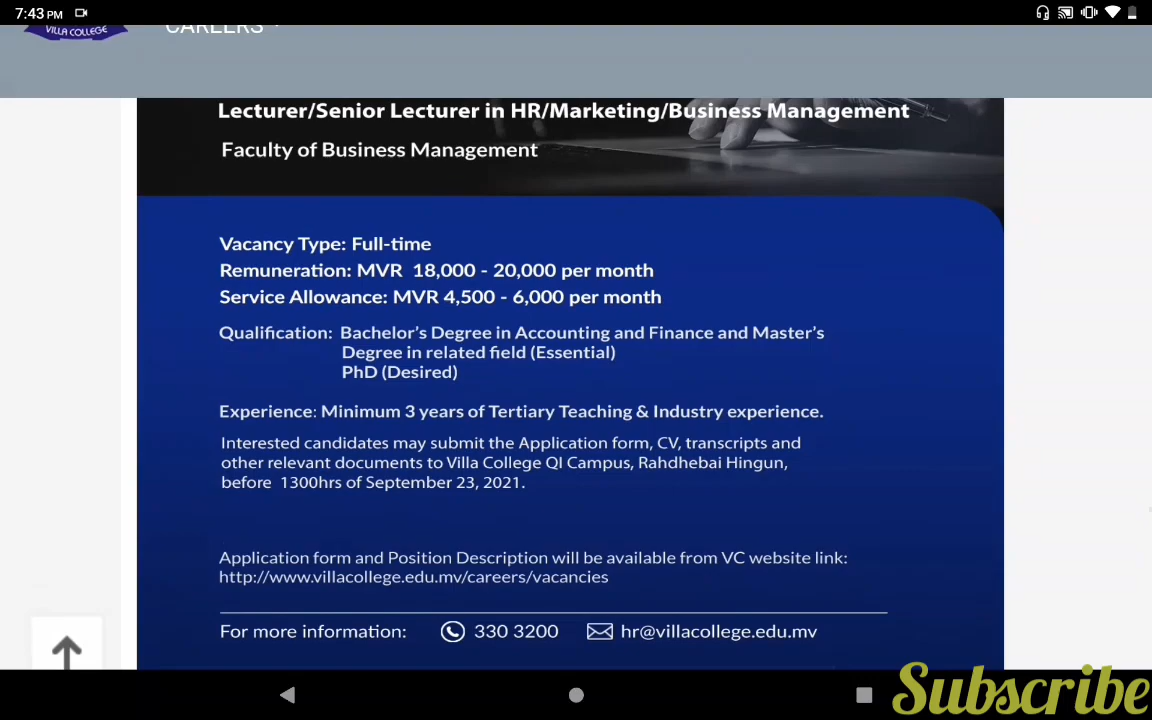 7:43 PM
VILLA COLLEGE
CAREERS
Lecturer/Senior Lecturer in HR/Marketing/Business Management
Faculty of Business Management
Vacancy Type: Full-time
Remuneration: MVR 18,000 - 20,000 per month
Service Allowance: MVR 4,500 - 6,000 per month
Qualification: Bachelor's Degree in Accounting and Finance and Master's
Degree in related field (Essential)
PhD (Desired)
Experience: Minimum 3 years of Tertiary Teaching & Industry experience.
Interested candidates may submit the Application form, CV, transcripts and
other relevant documents to Villa College QI Campus, Rahdhebai Hingun,
before 1300hrs of September 23, 2021.
Application form and Position Description will be available from VC website link:
http://www.villacollege.edu.mv/careers/vacancies
For more information: 330 3200 hr@villacollege.edu.mv
Subscribe